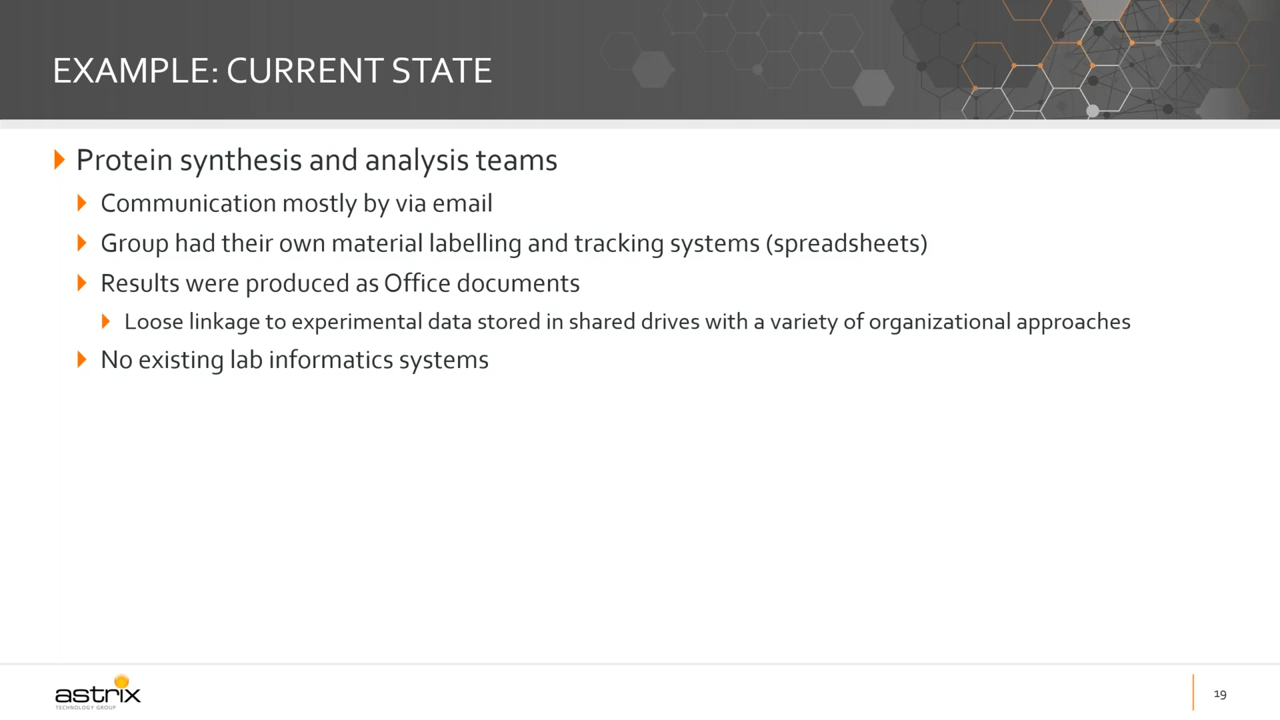 EXAMPLE: CURRENT STATE
Protein synthesis and analysis teams
Communication mostly by via email
Group had their own material labelling and tracking systems (spreadsheets)
Results were produced as Office documents
Loose linkage to experimental data stored in shared drives with a variety of organizational approaches
No existing lab informatics systems
astrix
TECHNOLOGY GROUP
19